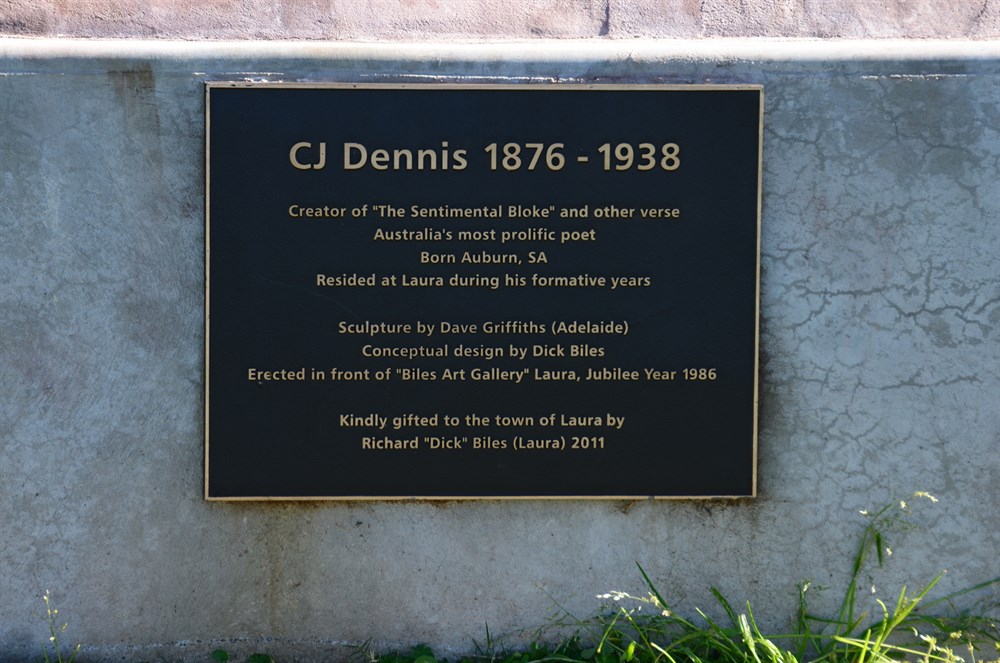 CJ Dennis 1876 - 1938
Creator of "The Sentimental Bloke" and other verse
Australia's most prolific poet
Born Auburn, SA
Resided at Laura during his formative years
Sculpture by Dave Griffiths (Adelaide)
Conceptual design by Dick Biles
Erected in front of "Biles Art Gallery" Laura, Jubilee Year 1986
Kindly gifted to the town of Laura by
Richard "Dick" Biles (Laura) 2011